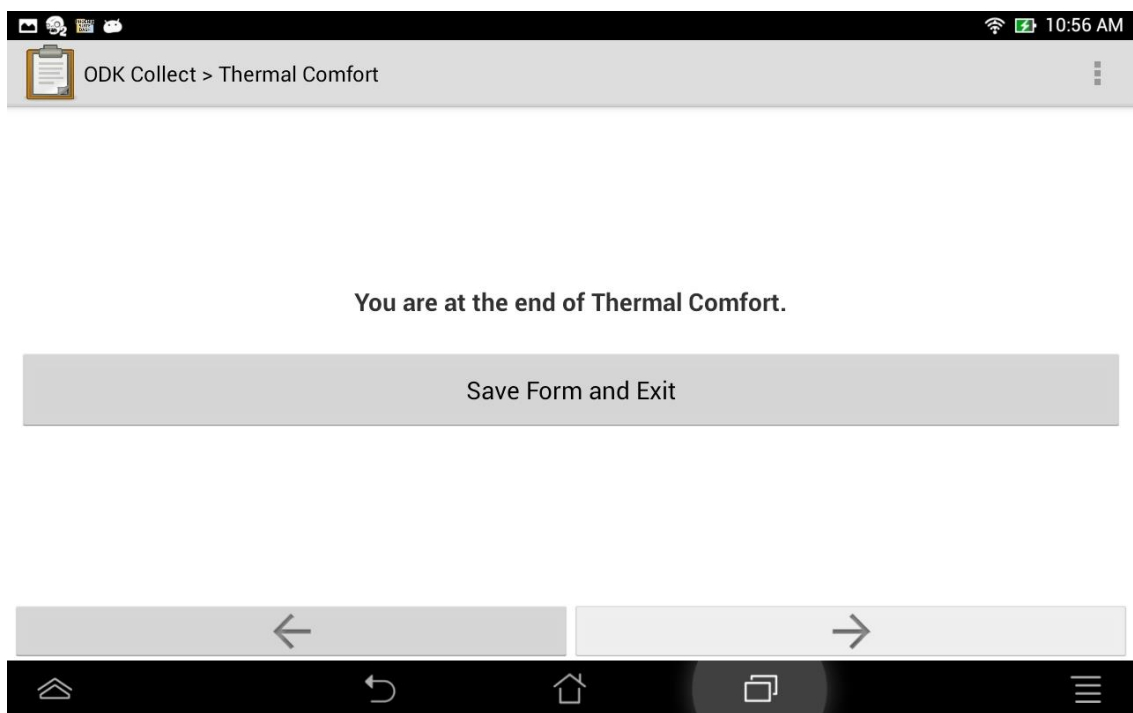 10:56 AM
ODK Collect > Thermal Comfort
You are at the end of Thermal Comfort.
Save Form and Exit